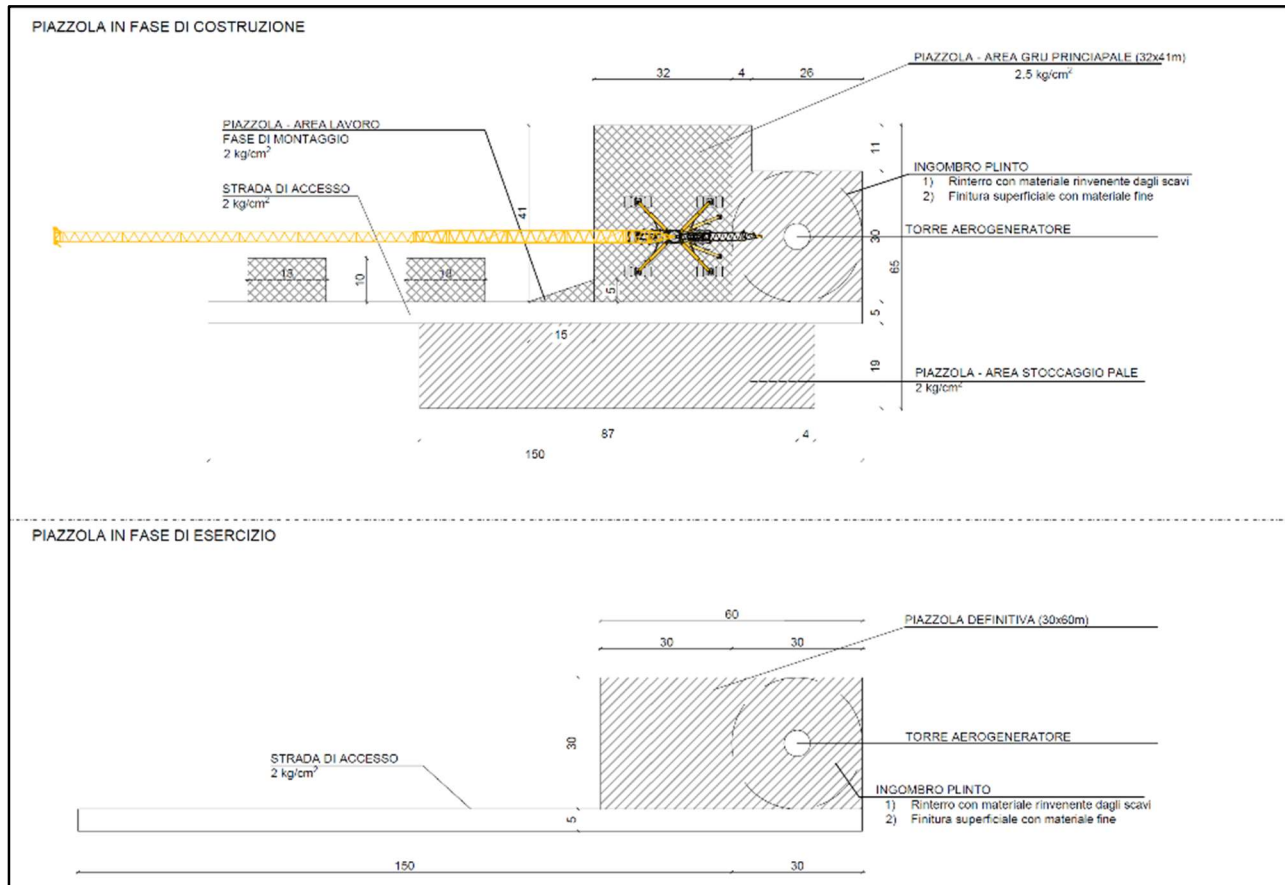 PIAZZOLA IN FASE DI COSTRUZIONE
32
4
26
PIAZZOLA - AREA GRU PRINCIAPALE (32x41m)
2.5 kg/cm²
PIAZZOLA - AREA LAVORO
FASE DI MONTAGGIO
2 kg/cm²
STRADA DI ACCESSO
2 kg/cm²
41
11
INGOMBRO PLINTO
1) Rinterro con materiale rinvenente dagli scavi
2) Finitura superficiale con materiale fine
TORRE AEROGENERATORE
30
65
18
10
5
5
15
19
PIAZZOLA - AREA STOCCAGGIO PALE
2 kg/cm²
87
4
150
PIAZZOLA IN FASE DI ESERCIZIO
60
PIAZZOLA DEFINITIVA (30x60m)
30
30
30
TORRE AEROGENERATORE
STRADA DI ACCESSO
2 kg/cm²
INGOMBRO PLINTO
1) Rinterro con materiale rinvenente dagli scavi
2) Finitura superficiale con materiale fine
5
150
30